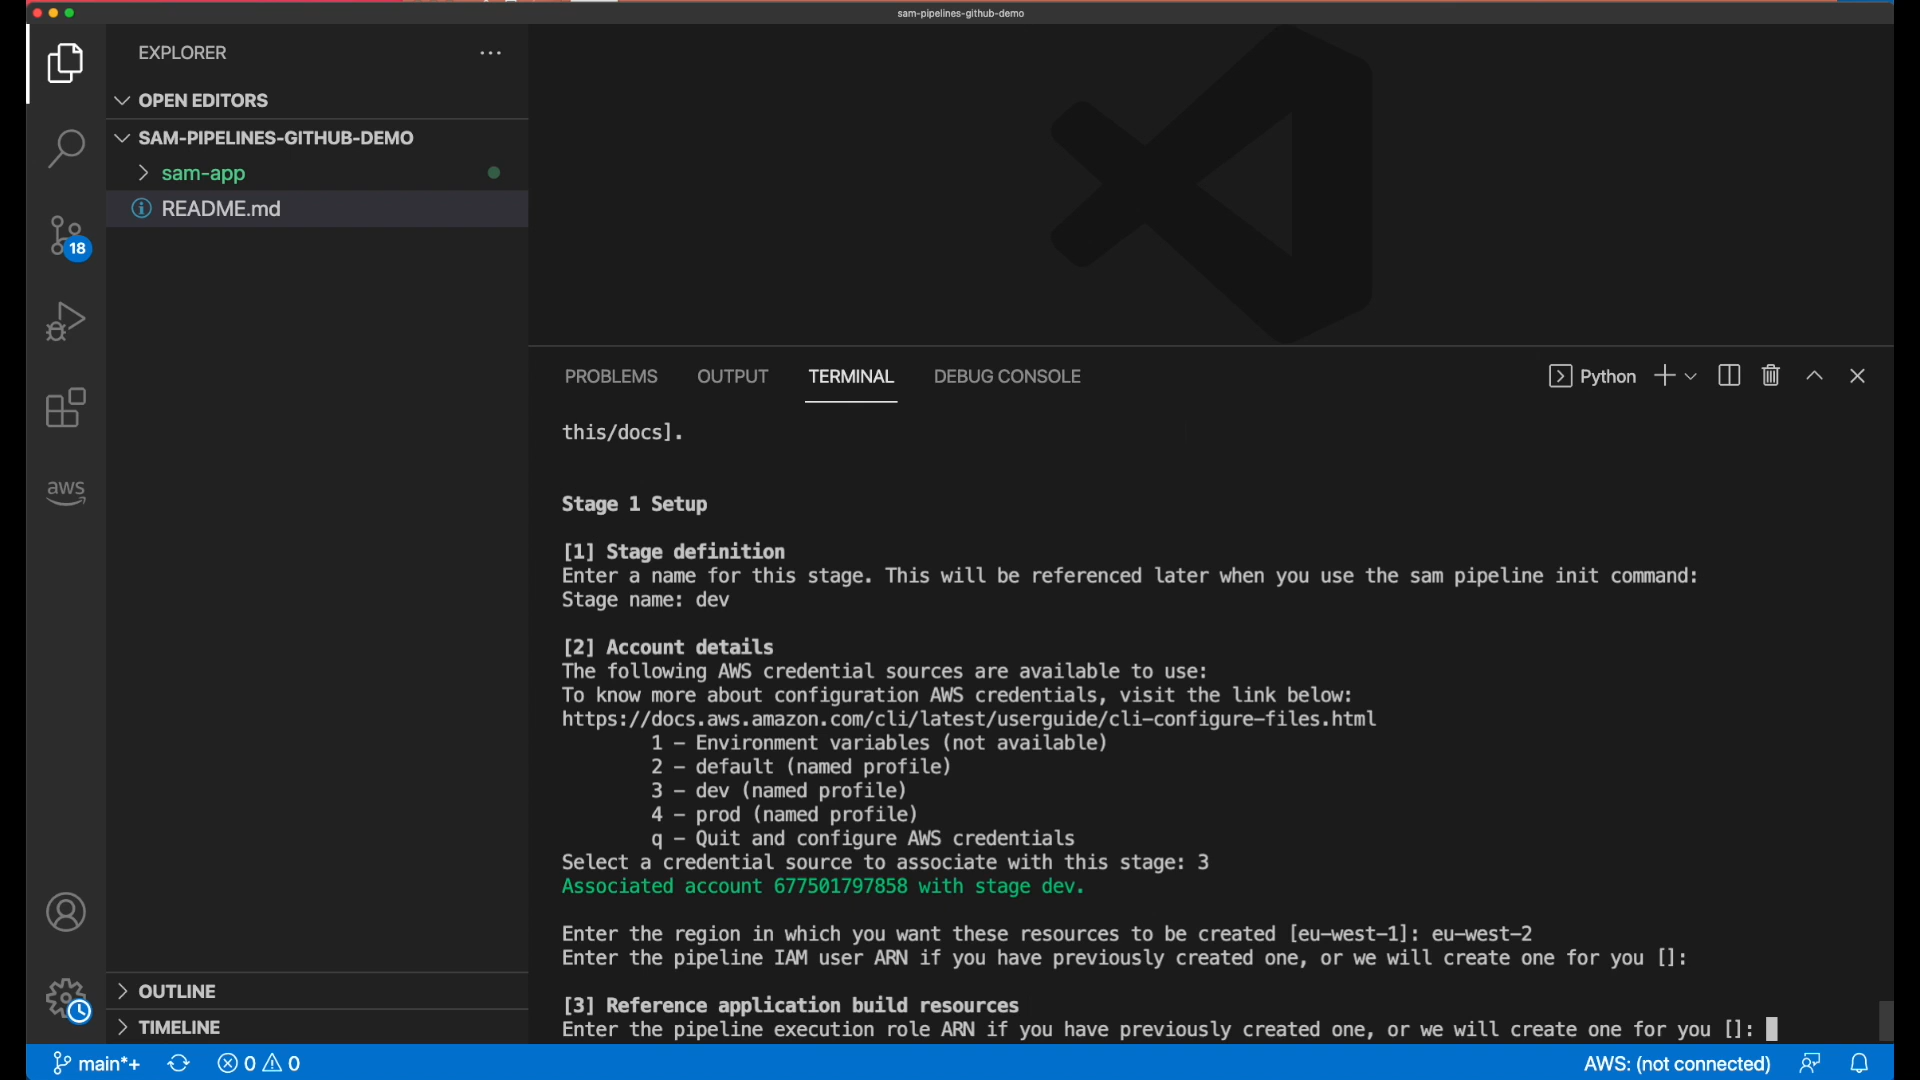 sam-pipelines-github-demo
EXPLORER
OPEN EDITORS
SAM-PIPELINES-GITHUB-DEMO
sam-app
README.md
18
aws
OUTLINE
TIMELINE
PROBLEMS OUTPUT TERMINAL DEBUG CONSOLE
Python
this/docs].
Stage 1 Setup
[1] Stage definition
Enter a name for this stage. This will be referenced later when you use the sam pipeline init command:
Stage name: dev
[2] Account details
The following AWS credential sources are available to use:
To know more about configuration AWS credentials, visit the link below:
https://docs.aws.amazon.com/cli/latest/userguide/cli-configure-files.html
1 - Environment variables (not available)
2 - default (named profile)
3 - dev (named profile)
4 - prod (named profile)
q - Quit and configure AWS credentials
Select a credential source to associate with this stage: 3
Associated account 677501797858 with stage dev.
Enter the region in which you want these resources to be created [eu-west-1]: eu-west-2
Enter the pipeline IAM user ARN if you have previously created one, or we will create one for you []:
[3] Reference application build resources
Enter the pipeline execution role ARN if you have previously created one, or we will create one for you []:
main*+ 0 0
AWS: (not connected)